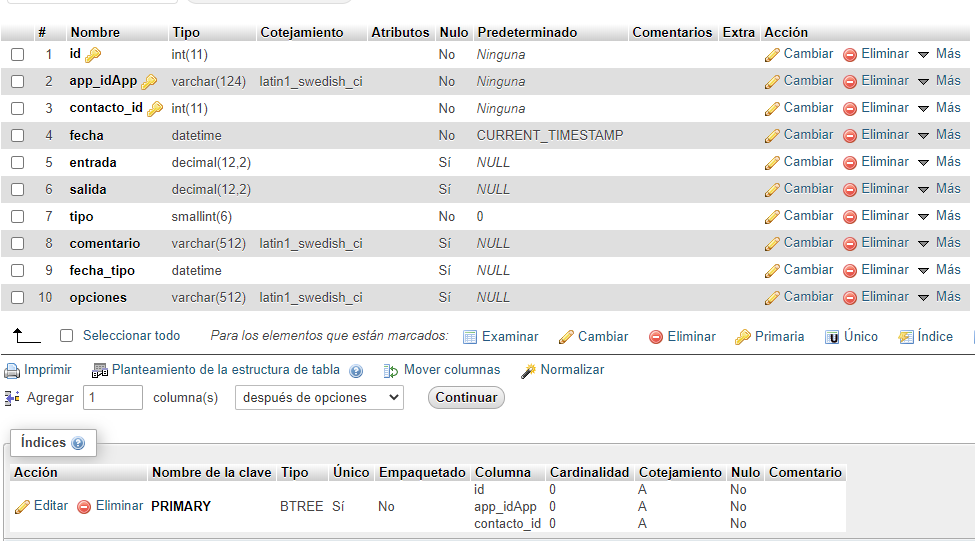 # Nombre Tipo Cotejamiento Atributos Nulo Predeterminado Comentarios Extra Acción
1 id int(11) No Ninguna Cambiar Eliminar Más
2 app_idApp varchar(124) latin1_swedish_ci No Ninguna Cambiar Eliminar Más
3 contacto_id int(11) No Ninguna Cambiar Eliminar Más
4 fecha datetime No CURRENT_TIMESTAMP Cambiar Eliminar Más
5 entrada decimal(12,2) Sí NULL Cambiar Eliminar Más
6 salida decimal(12,2) Sí NULL Cambiar Eliminar Más
7 tipo smallint(6) No 0 Cambiar Eliminar Más
8 comentario varchar(512) latin1_swedish_ci Sí NULL Cambiar Eliminar Más
9 fecha_tipo datetime Sí NULL Cambiar Eliminar Más
10 opciones varchar(512) latin1_swedish_ci Sí NULL Cambiar Eliminar Más
Seleccionar todo Para los elementos que están marcados: Examinar Cambiar Eliminar Primaria Único Índice
Imprimir Planteamiento de la estructura de tabla Mover columnas Normalizar
Agregar 1 columna(s) después de opciones Continuar
Índices
Acción Nombre de la clave Tipo Único Empaquetado Columna Cardinalidad Cotejamiento Nulo Comentario
Editar Eliminar PRIMARY BTREE Sí No id 0 A No
app_idApp 0 A No
contacto_id 0 A No